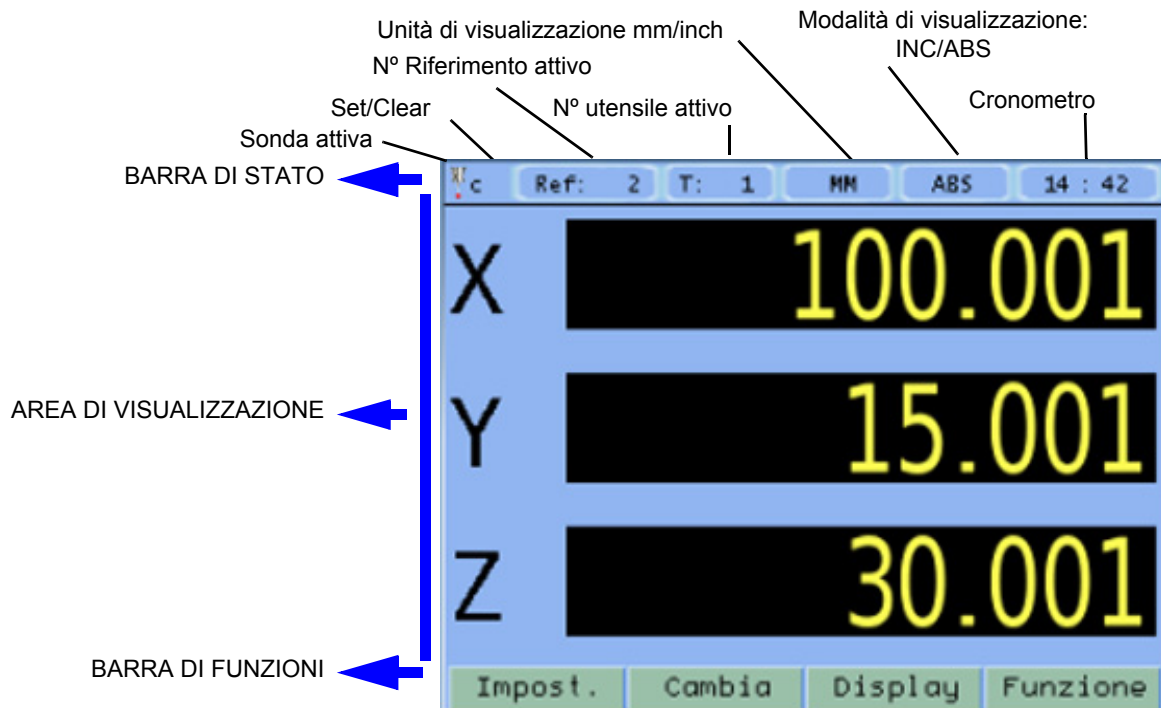 Unità di visualizzazione mm/inch
Modalità di visualizzazione:
INC/ABS
Nº Riferimento attivo
Set/Clear
Nº utensile attivo
Cronometro
Sonda attiva
BARRA DI STATO
c Ref: 2 T: 1 MM ABS 14 : 42
X 100.001
AREA DI VISUALIZZAZIONE
Y 15.001
Z 30.001
BARRA DI FUNZIONI
Impost. Cambia Display Funzione